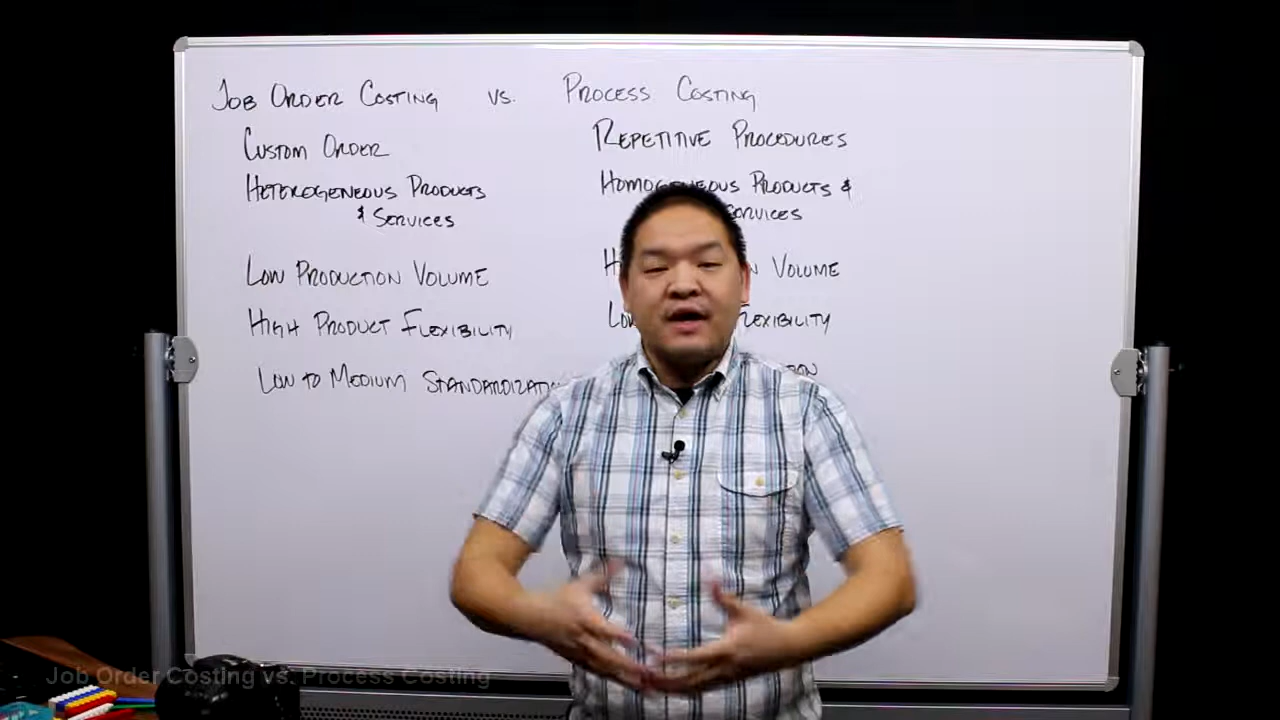 Job Order Costing vs. Process Costing
Custom Order
Repetitive Procedures
Heterogeneous Products
& Services
Homogeneous Products &
Services
Low Production Volume
Volume
High Product Flexibility
Flexibility
Low to Medium Standardization
Job Order Costing vs. Process Costing